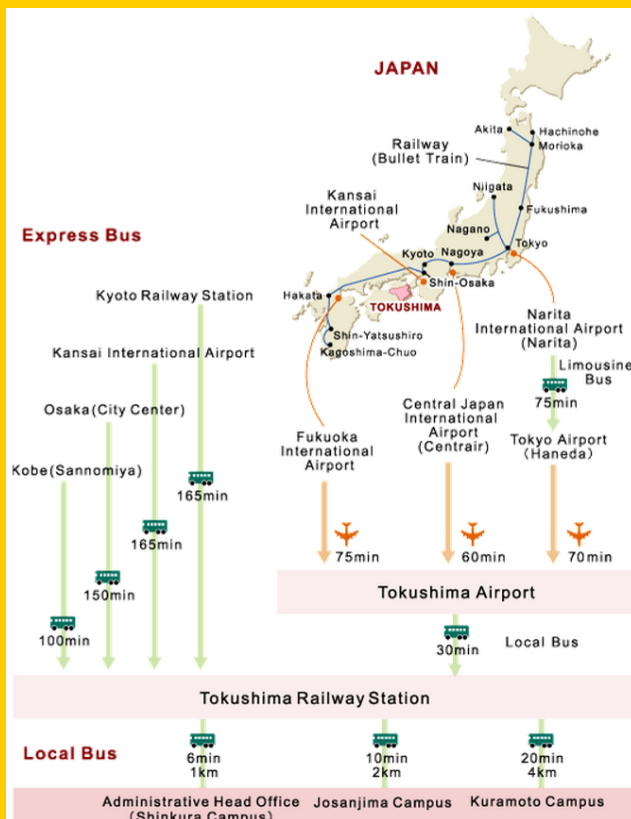 JAPAN
Akita
Hachinohe
Morioka
Railway
(Bullet Train)
Niigata
Kansai
International
Airport
Fukushima
Nagano
Express Bus
Tokyo
Kyoto
Nagoya
Shin-Osaka
Kyoto Railway Station
Hakata
TOKUSHIMA
Narita
International Airport
(Narita)
Shin-Yatsushiro
Kagoshima-Chuo
Kansai International Airport
Limousine
Bus
75min
Osaka(City Center)
Central Japan
International
Airport
(Centrair)
Fukuoka
International
Airport
Tokyo Airport
(Haneda)
Kobe(Sannomiya)
165min
165min
150min
100min
75min
60min
70min
Tokushima Airport
30min
Local Bus
Tokushima Railway Station
Local Bus
6min
1km
10min
2km
20min
4km
Administrative Head Office
(Shinkura Campus)
Josanjima Campus
Kuramoto Campus